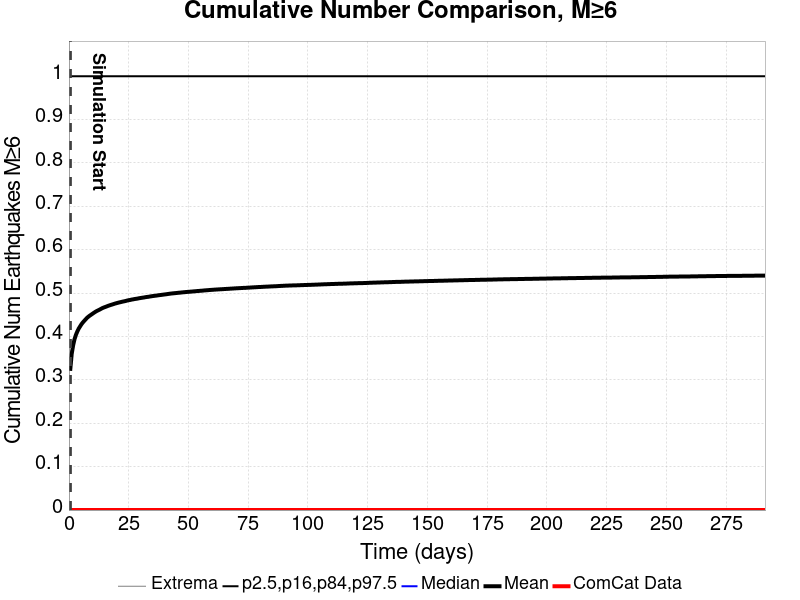 Cumulative Number Comparison, M≥6
Cumulative Num Earthquakes M≥6
1
0.9
0.8
0.7
0.6
0.5
0.4
0.3
0.2
0.1
0
Simulation Start
0 25 50 75 100 125 150 175 200 225 250 275
Time (days)
Extrema p2.5,p16,p84,p97.5 Median Mean ComCat Data